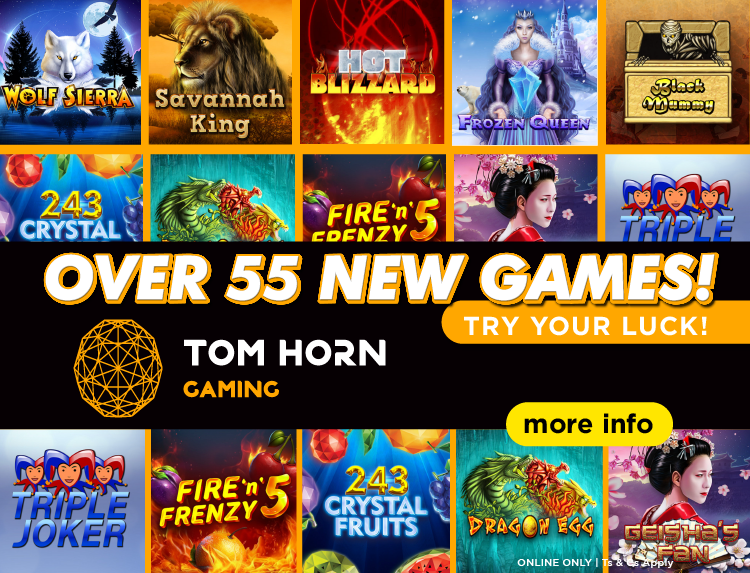 WOLF SIERRA
Savannah
King
HOT
BLIZZARD
FROZEN QUEEN
Black
Mummy
243
CRYSTAL
FIRE 'n'
FRENZY 5
TRIPLE
OVER 55 NEW GAMES!
TRY YOUR LUCK!
TOM HORN
GAMING
more info
TRIPLE
JOKER
FIRE 'n'
FRENZY 5
243
CRYSTAL
FRUITS
DRAGON EGG
GEISHA'S
FAN
ONLINE ONLY | Ts & Cs Apply